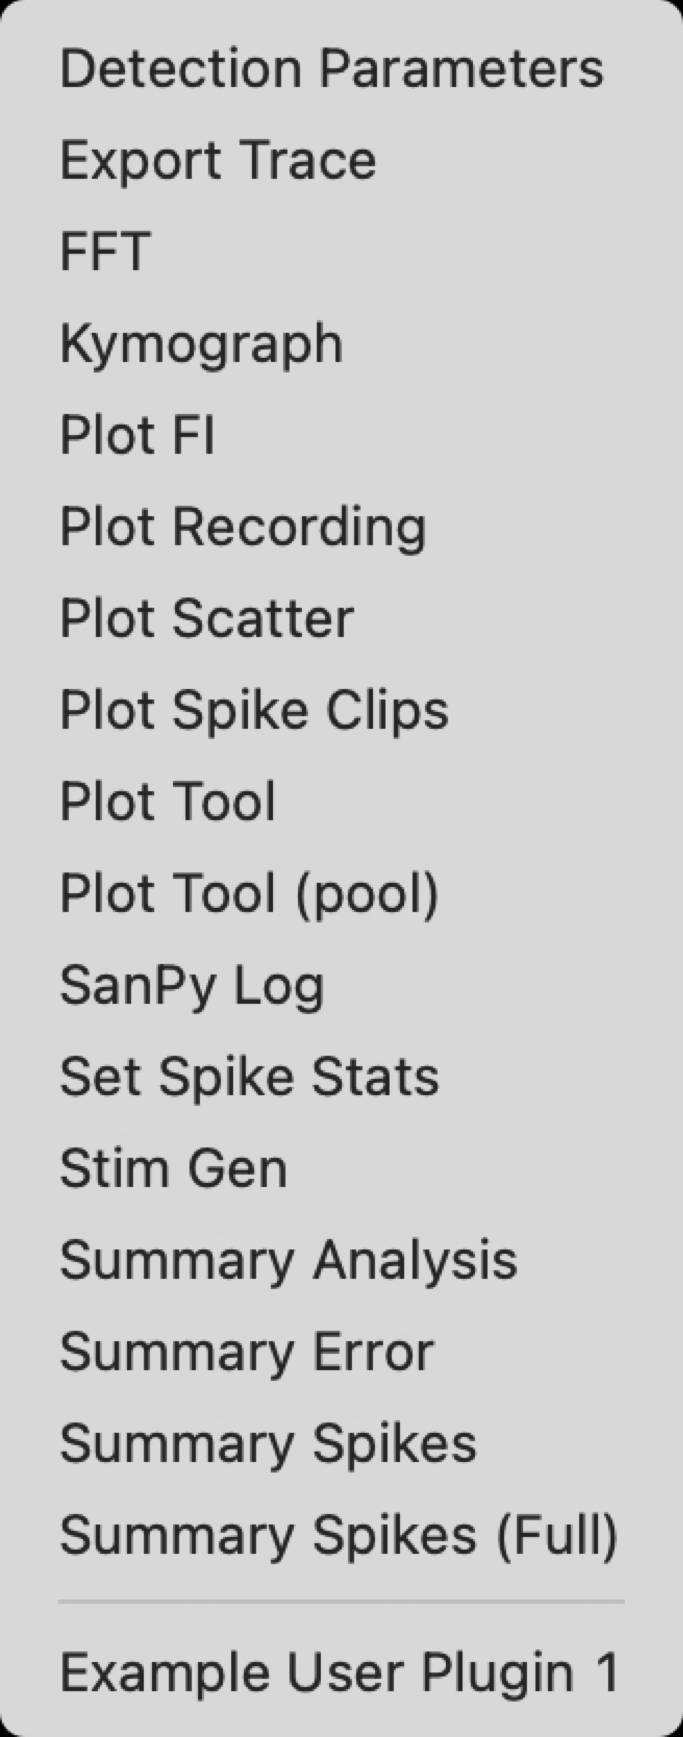 Detection Parameters
Export Trace
FFT
Kymograph
Plot FI
Plot Recording
Plot Scatter
Plot Spike Clips
Plot Tool
Plot Tool (pool)
SanPy Log
Set Spike Stats
Stim Gen
Summary Analysis
Summary Error
Summary Spikes
Summary Spikes (Full)
Example User Plugin 1